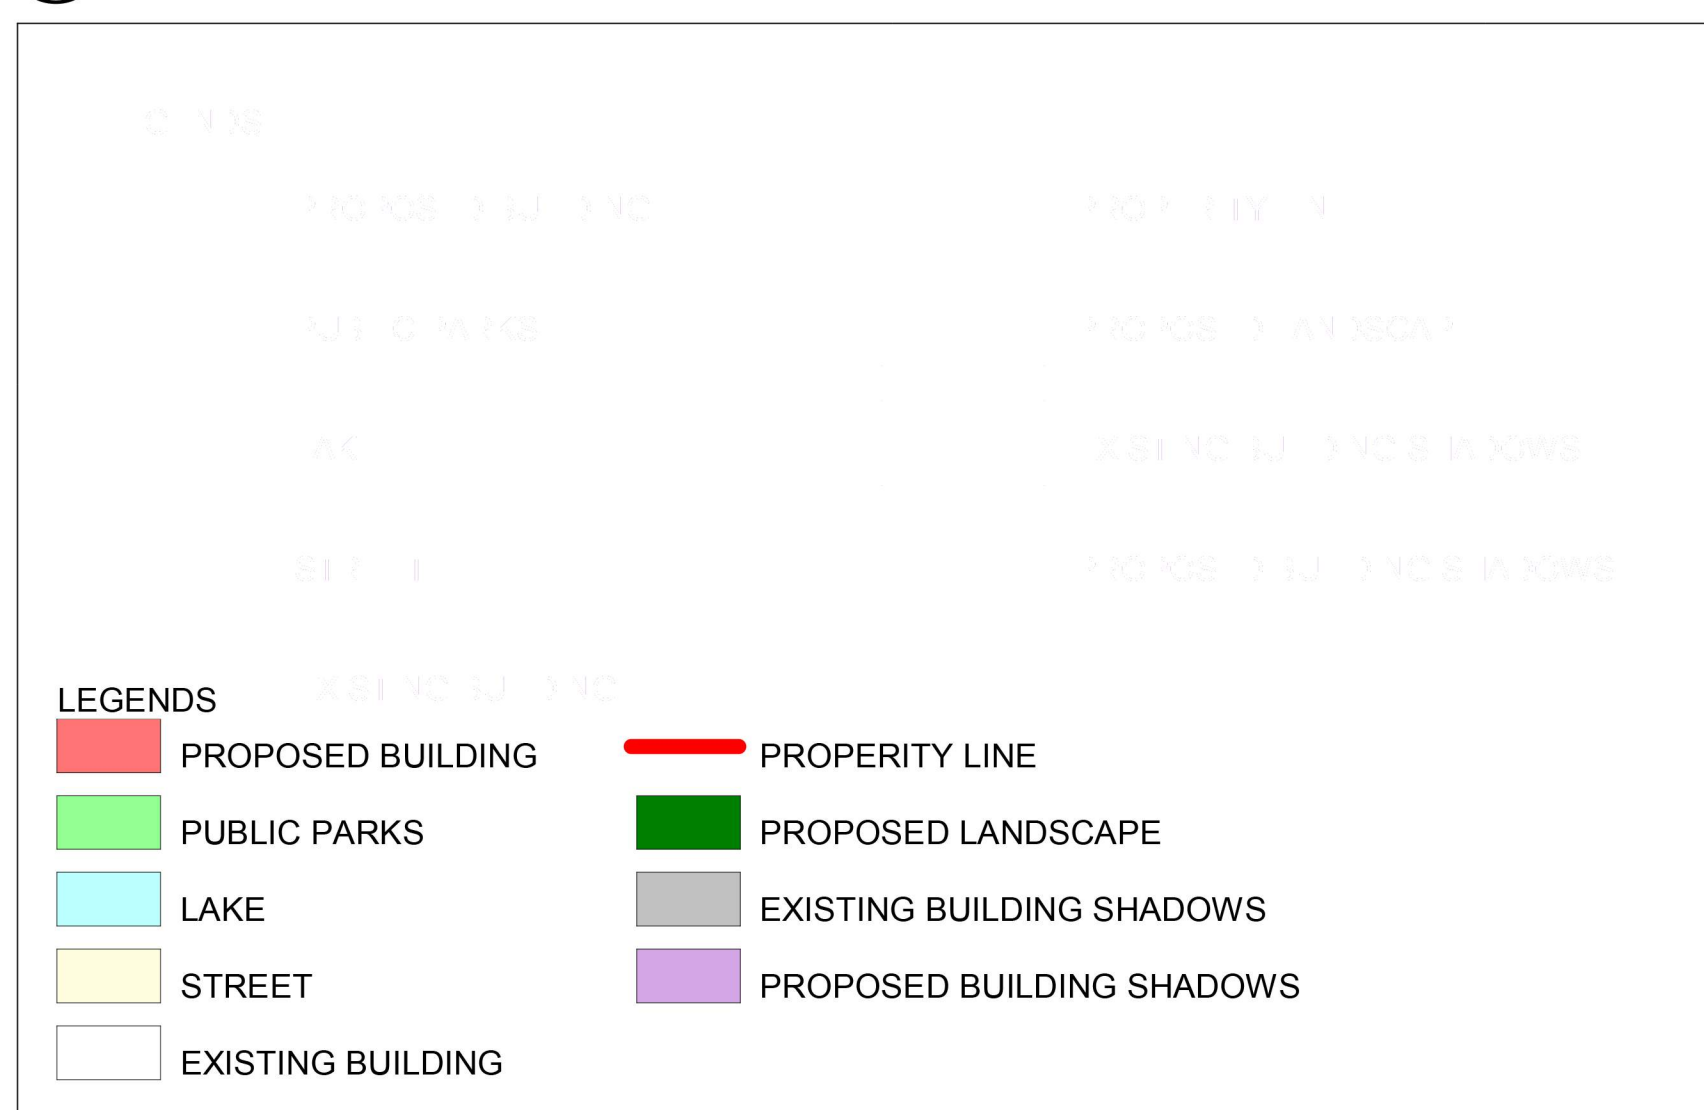 LEGENDS
PROPOSED BUILDING
PUBLIC PARKS
LAKE
STREET
EXISTING BUILDING
PROPERITY LINE
PROPOSED LANDSCAPE
EXISTING BUILDING SHADOWS
PROPOSED BUILDING SHADOWS